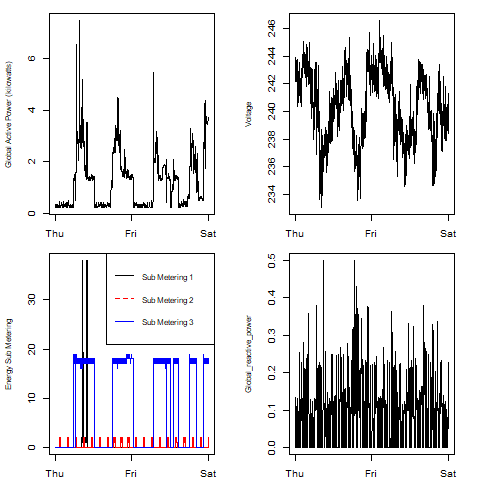 Global Active Power (kilowatts)
0 2 4 6
Thu Fri Sat
Voltage
234 236 238 240 242 244 246
Thu Fri Sat
Energy Sub Metering
0 10 20 30
Sub Metering 1
Sub Metering 2
Sub Metering 3
Thu Fri Sat
Global_reactive_power
0.0 0.1 0.2 0.3 0.4 0.5
Thu Fri Sat